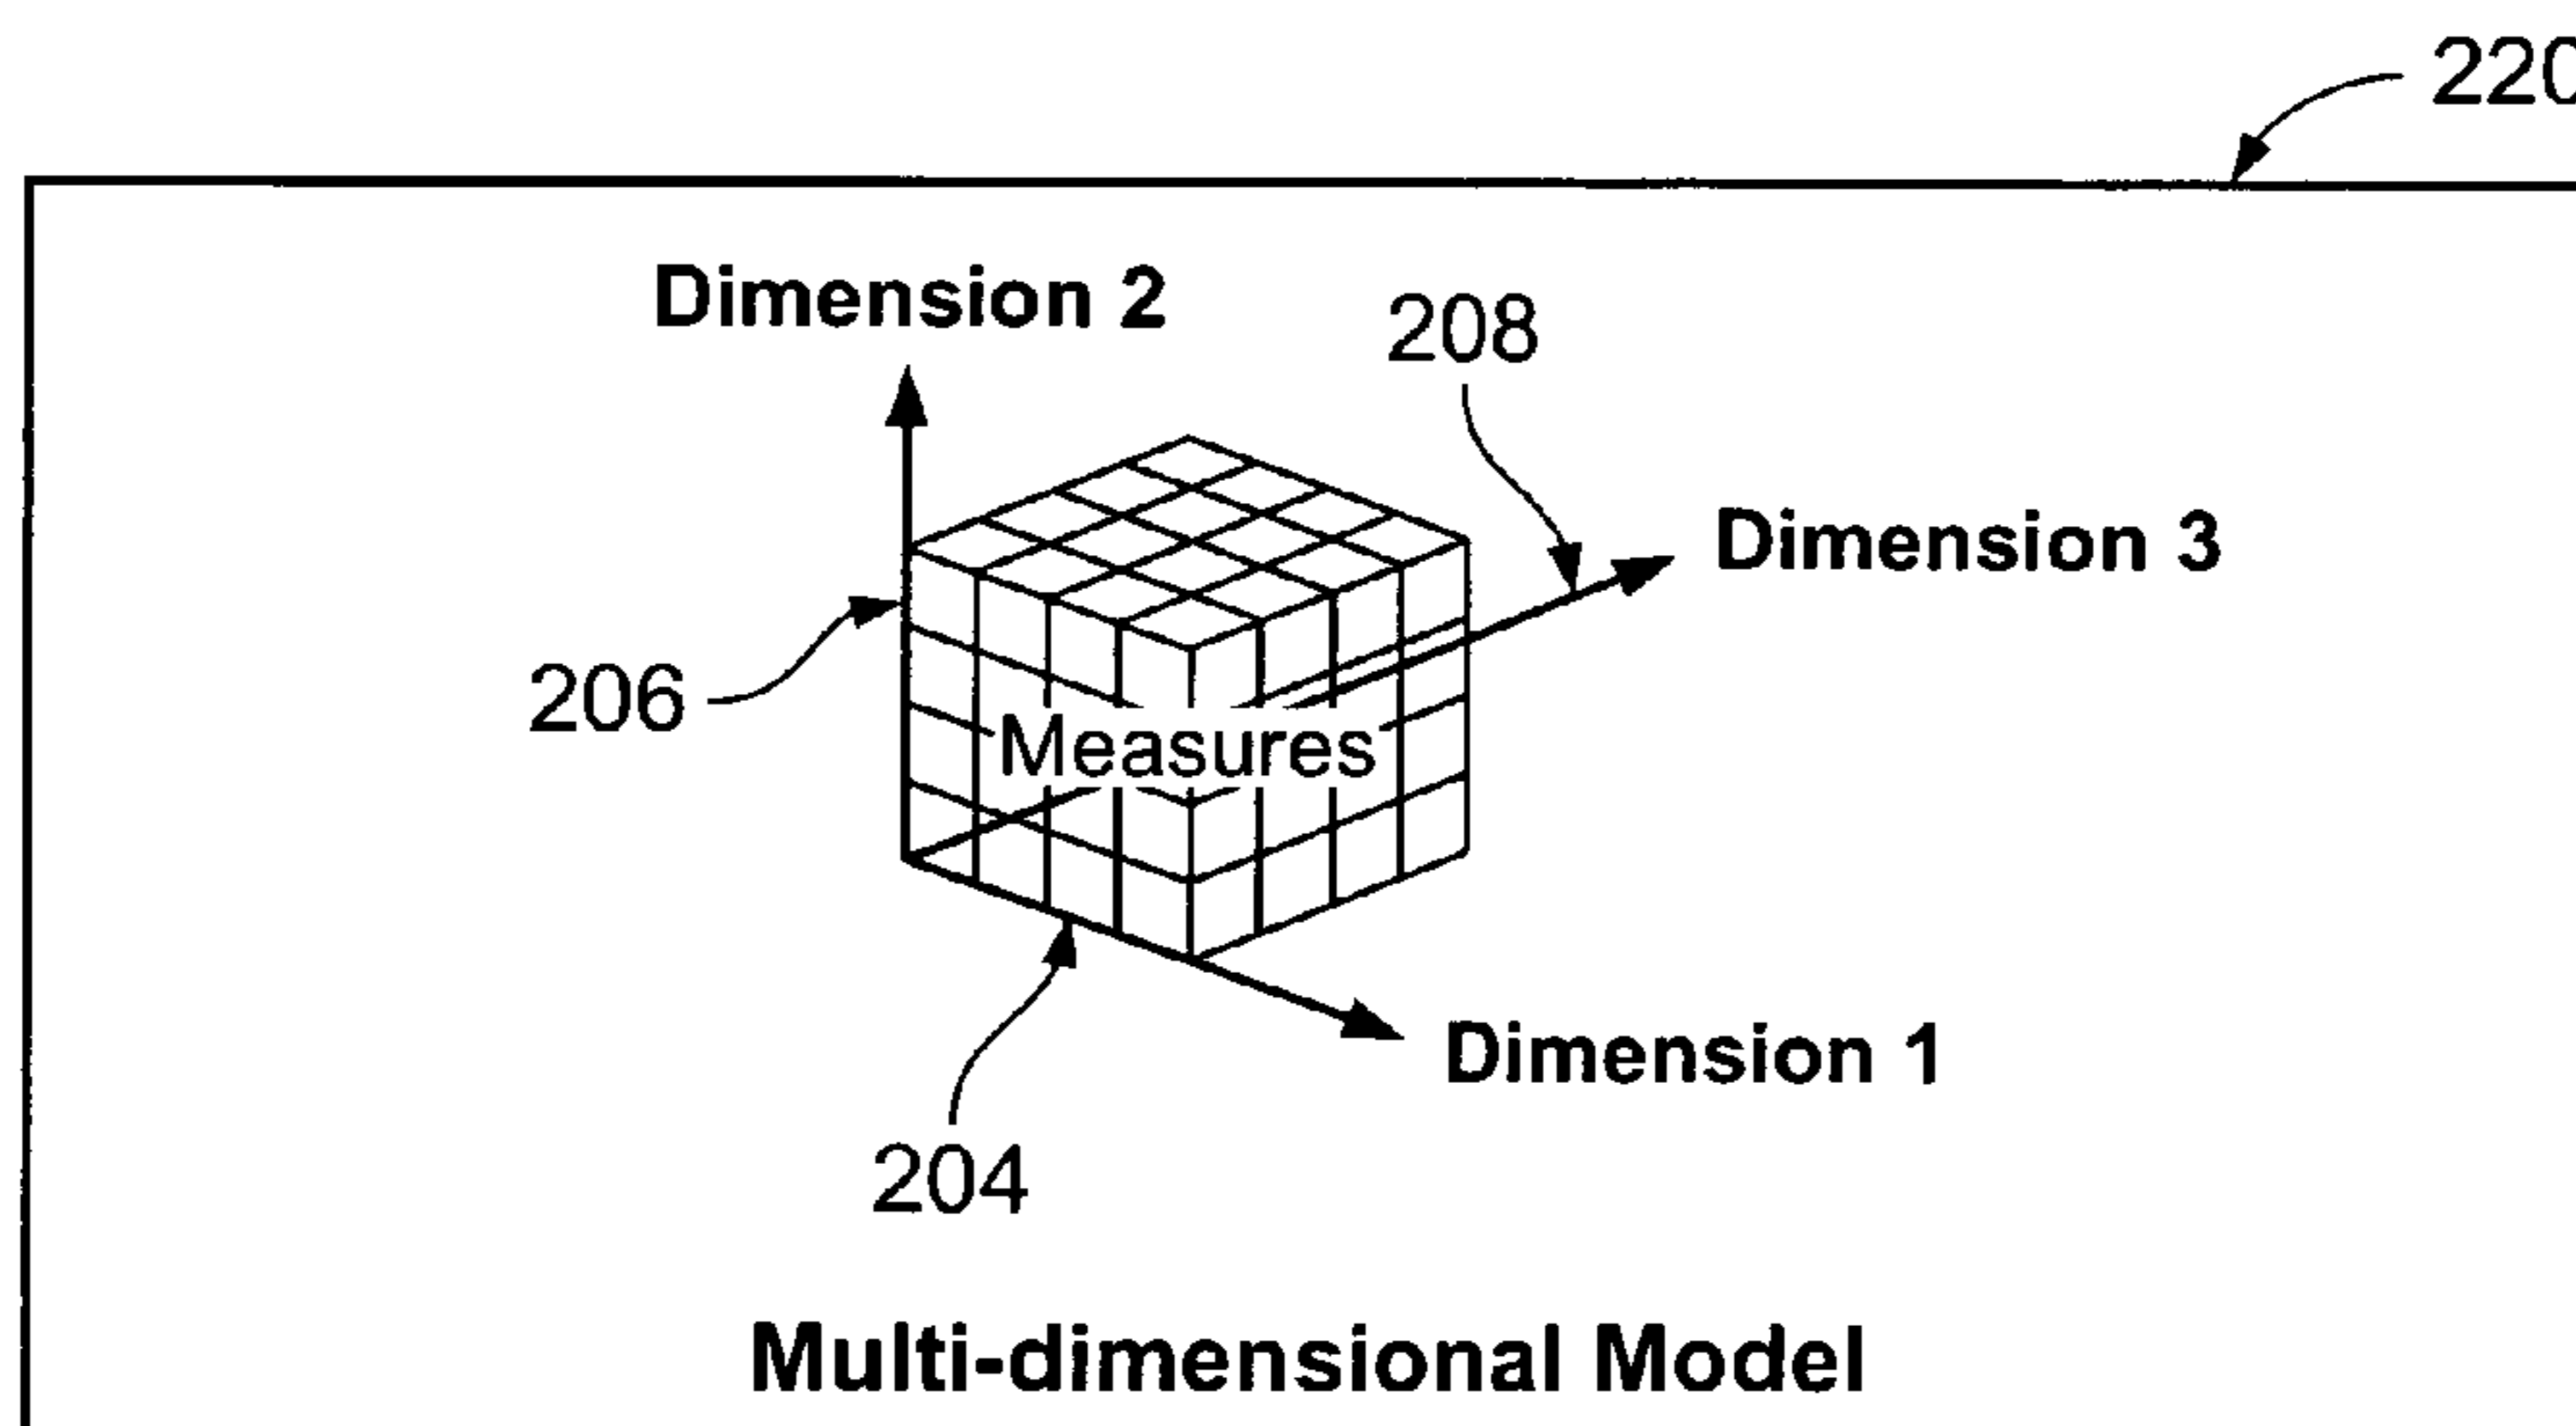 220
Dimension 2
208
Dimension 3
206
Measures
Dimension 1
204
Multi-dimensional Model